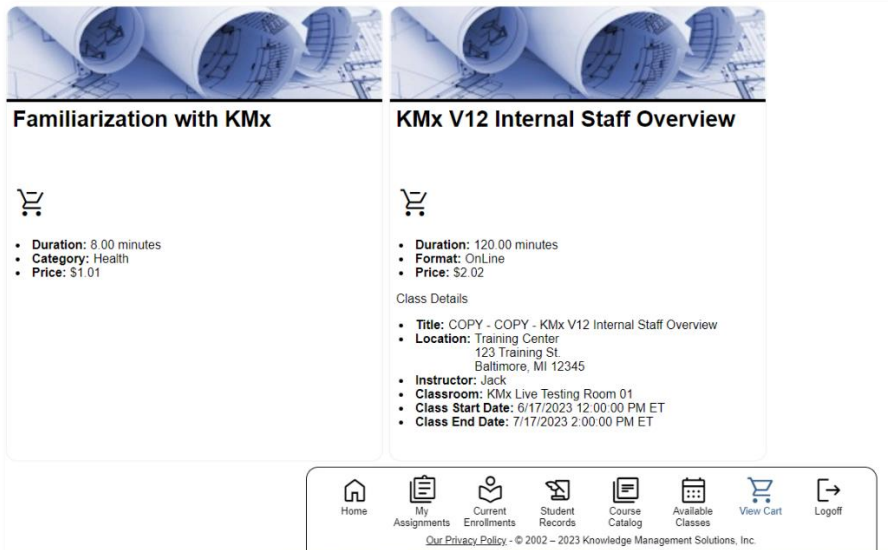 Familiarization with KMx
Duration: 8.00 minutes
Category: Health
Price: $1.01
KMx V12 Internal Staff Overview
Duration: 120.00 minutes
Format: OnLine
Price: $2.02
Class Details
Title: COPY - COPY - KMx V12 Internal Staff Overview
Location: Training Center
123 Training St.
Baltimore, MI 12345
Instructor: Jack
Classroom: KMx Live Testing Room 01
Class Start Date: 6/17/2023 12:00:00 PM ET
Class End Date: 7/17/2023 2:00:00 PM ET
Home
My
Assignments
Current
Enrollments
Student
Records
Course
Catalog
Available
Classes
View Cart
Logoff
Our Privacy Policy - © 2002 – 2023 Knowledge Management Solutions, Inc.